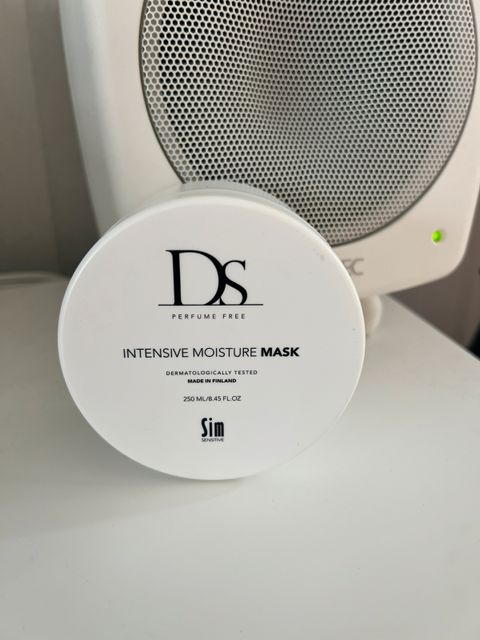 DS
PERFUME FREE
INTENSIVE MOISTURE MASK
DERMATOLOGICALLY TESTED
MADE IN FINLAND
250 ML/8.45 FL.OZ
Sim
SENSITIVE